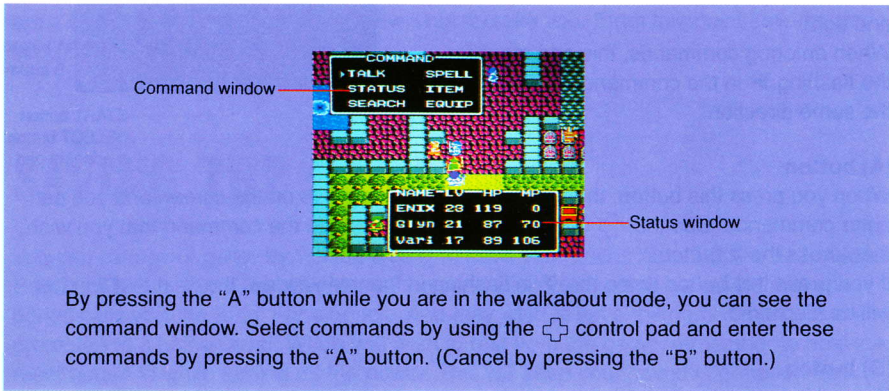 COMMAND
TALK SPELL
Command window
STATUS ITEM
SEARCH EQUIP
NAME LV HP MP
ENIX 23 119 0
Status window
Glyn 21 87 70
Vari 17 89 106
By pressing the “A” button while you are in the walkabout mode, you can see the
command window. Select commands by using the control pad and enter these
commands by pressing the “A” button. (Cancel by pressing the “B” button.)